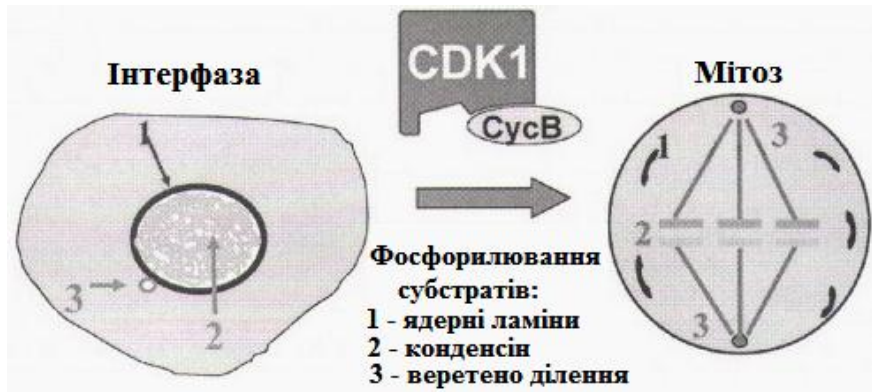 Інтерфаза
CDK1
CycB
Мітоз
1
3
2
1
2
3
3
Фосфорилювання
субстратів:
1 - ядерні ламіни
2 - конденсін
3 - веретено ділення